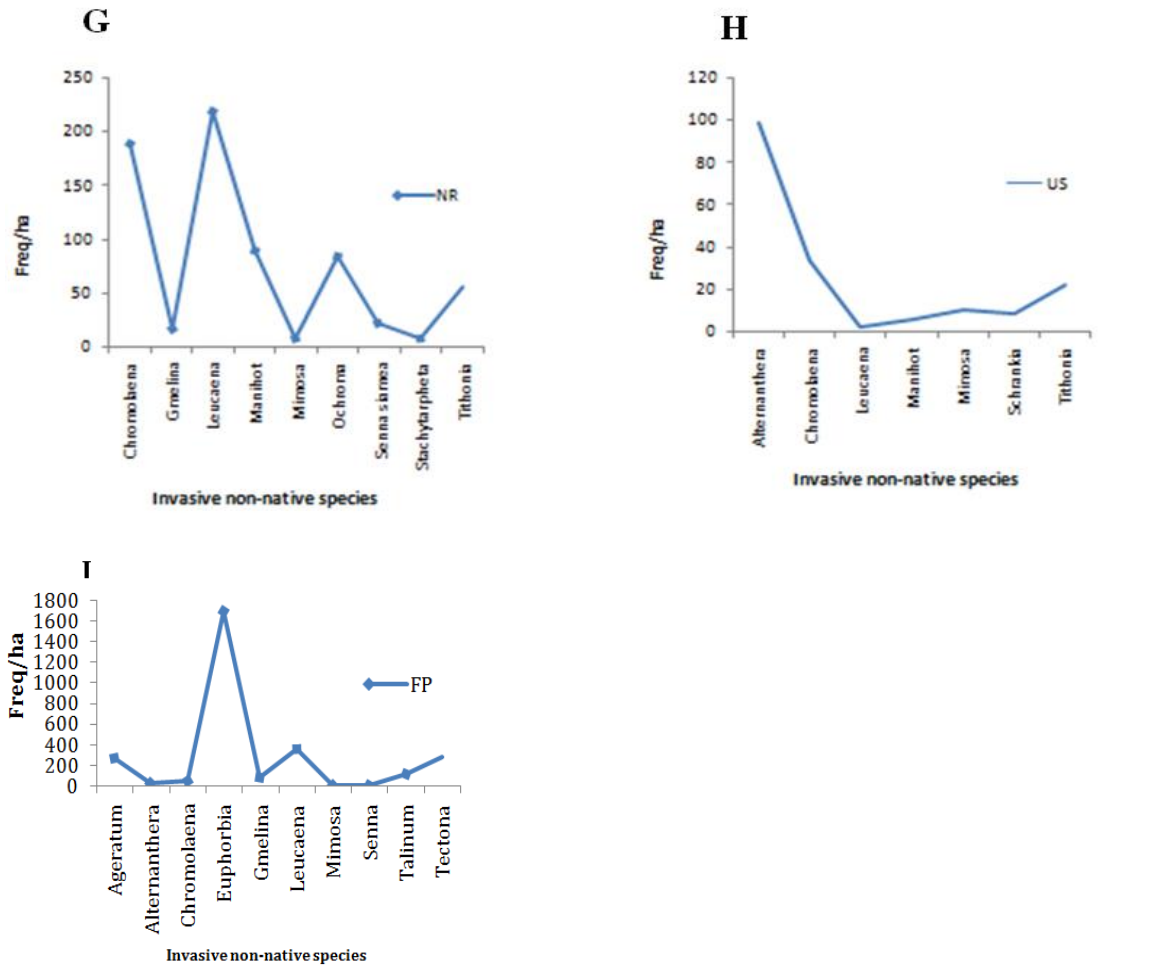 G
250
200
150
100
50
0
Freq/ha
NR
Chromolaena
Gmelina
Leucaena
Manihot
Mimosa
Ochroma
Senna siamea
Stachytarpheta
Tithonia
Invasive non-native species
H
120
100
80
60
40
20
0
Freq/ha
US
Alternanthera
Chromolaena
Leucaena
Manihot
Mimosa
Schrankia
Tithonia
Invasive non-native species
I
1800
1600
1400
1200
1000
800
600
400
200
0
Freq/ha
FP
Ageratum
Alternanthera
Chromolaena
Euphorbia
Gmelina
Leucaena
Mimosa
Senna
Talinum
Tectona
Invasive non-native species